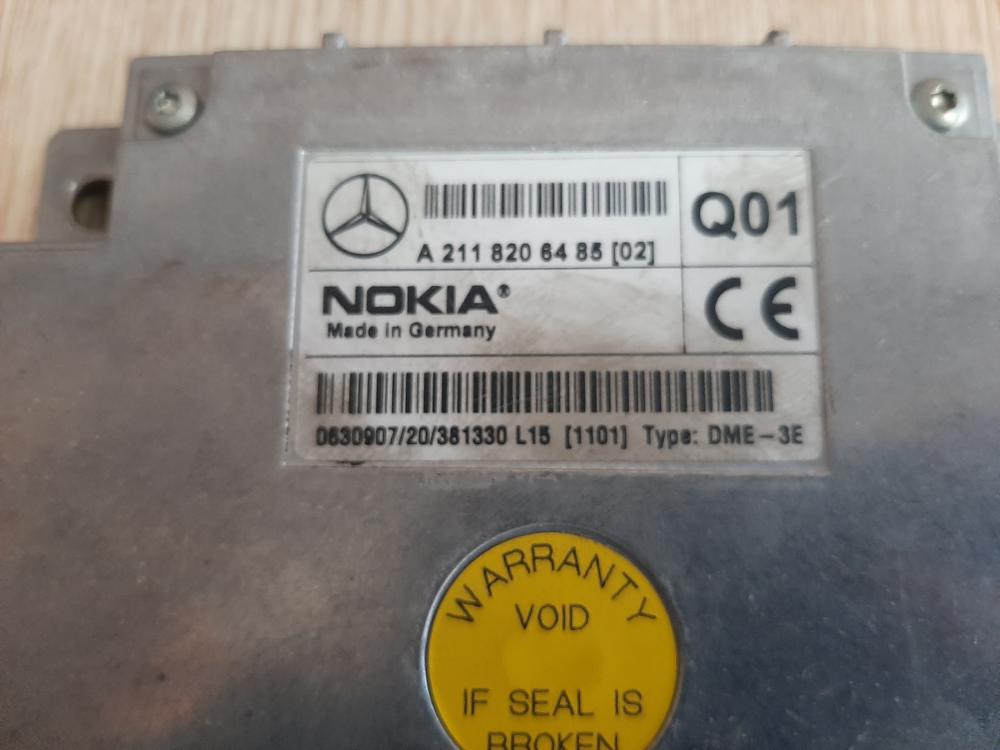 A 211 820 64 85 [02]
Q01
NOKIA®
Made in Germany
CE
0630907/20/381330 L15 [1101] Type: DME-3E
WARRANTY
VOID
IF SEAL IS
BROKEN